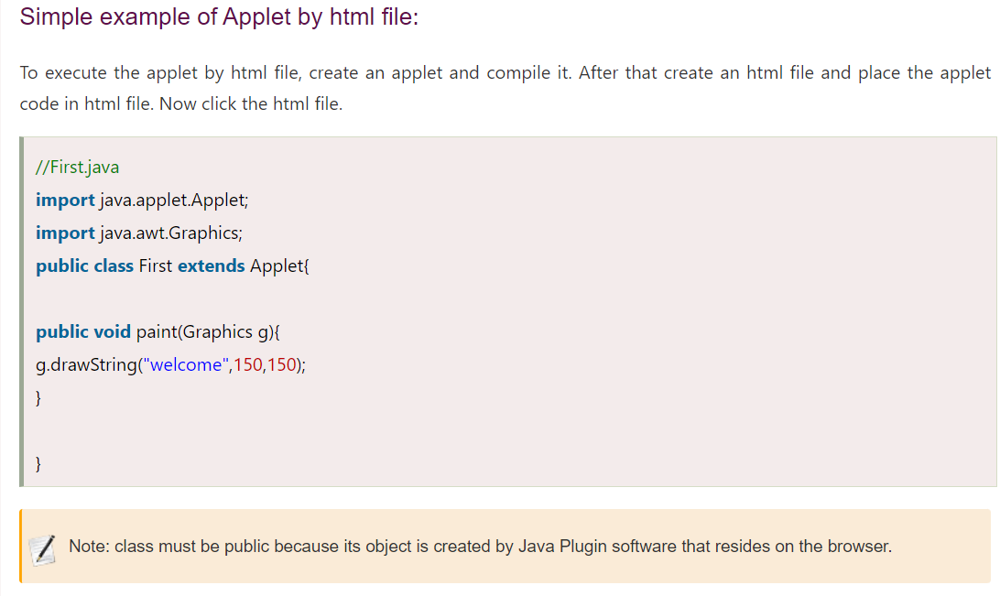 Simple example of Applet by html file:
To execute the applet by html file, create an applet and compile it. After that create an html file and place the applet
code in html file. Now click the html file.
//First.java
import java.applet.Applet;
import java.awt.Graphics;
public class First extends Applet{
public void paint(Graphics g){
g.drawString("welcome",150,150);
}
}
Note: class must be public because its object is created by Java Plugin software that resides on the browser.